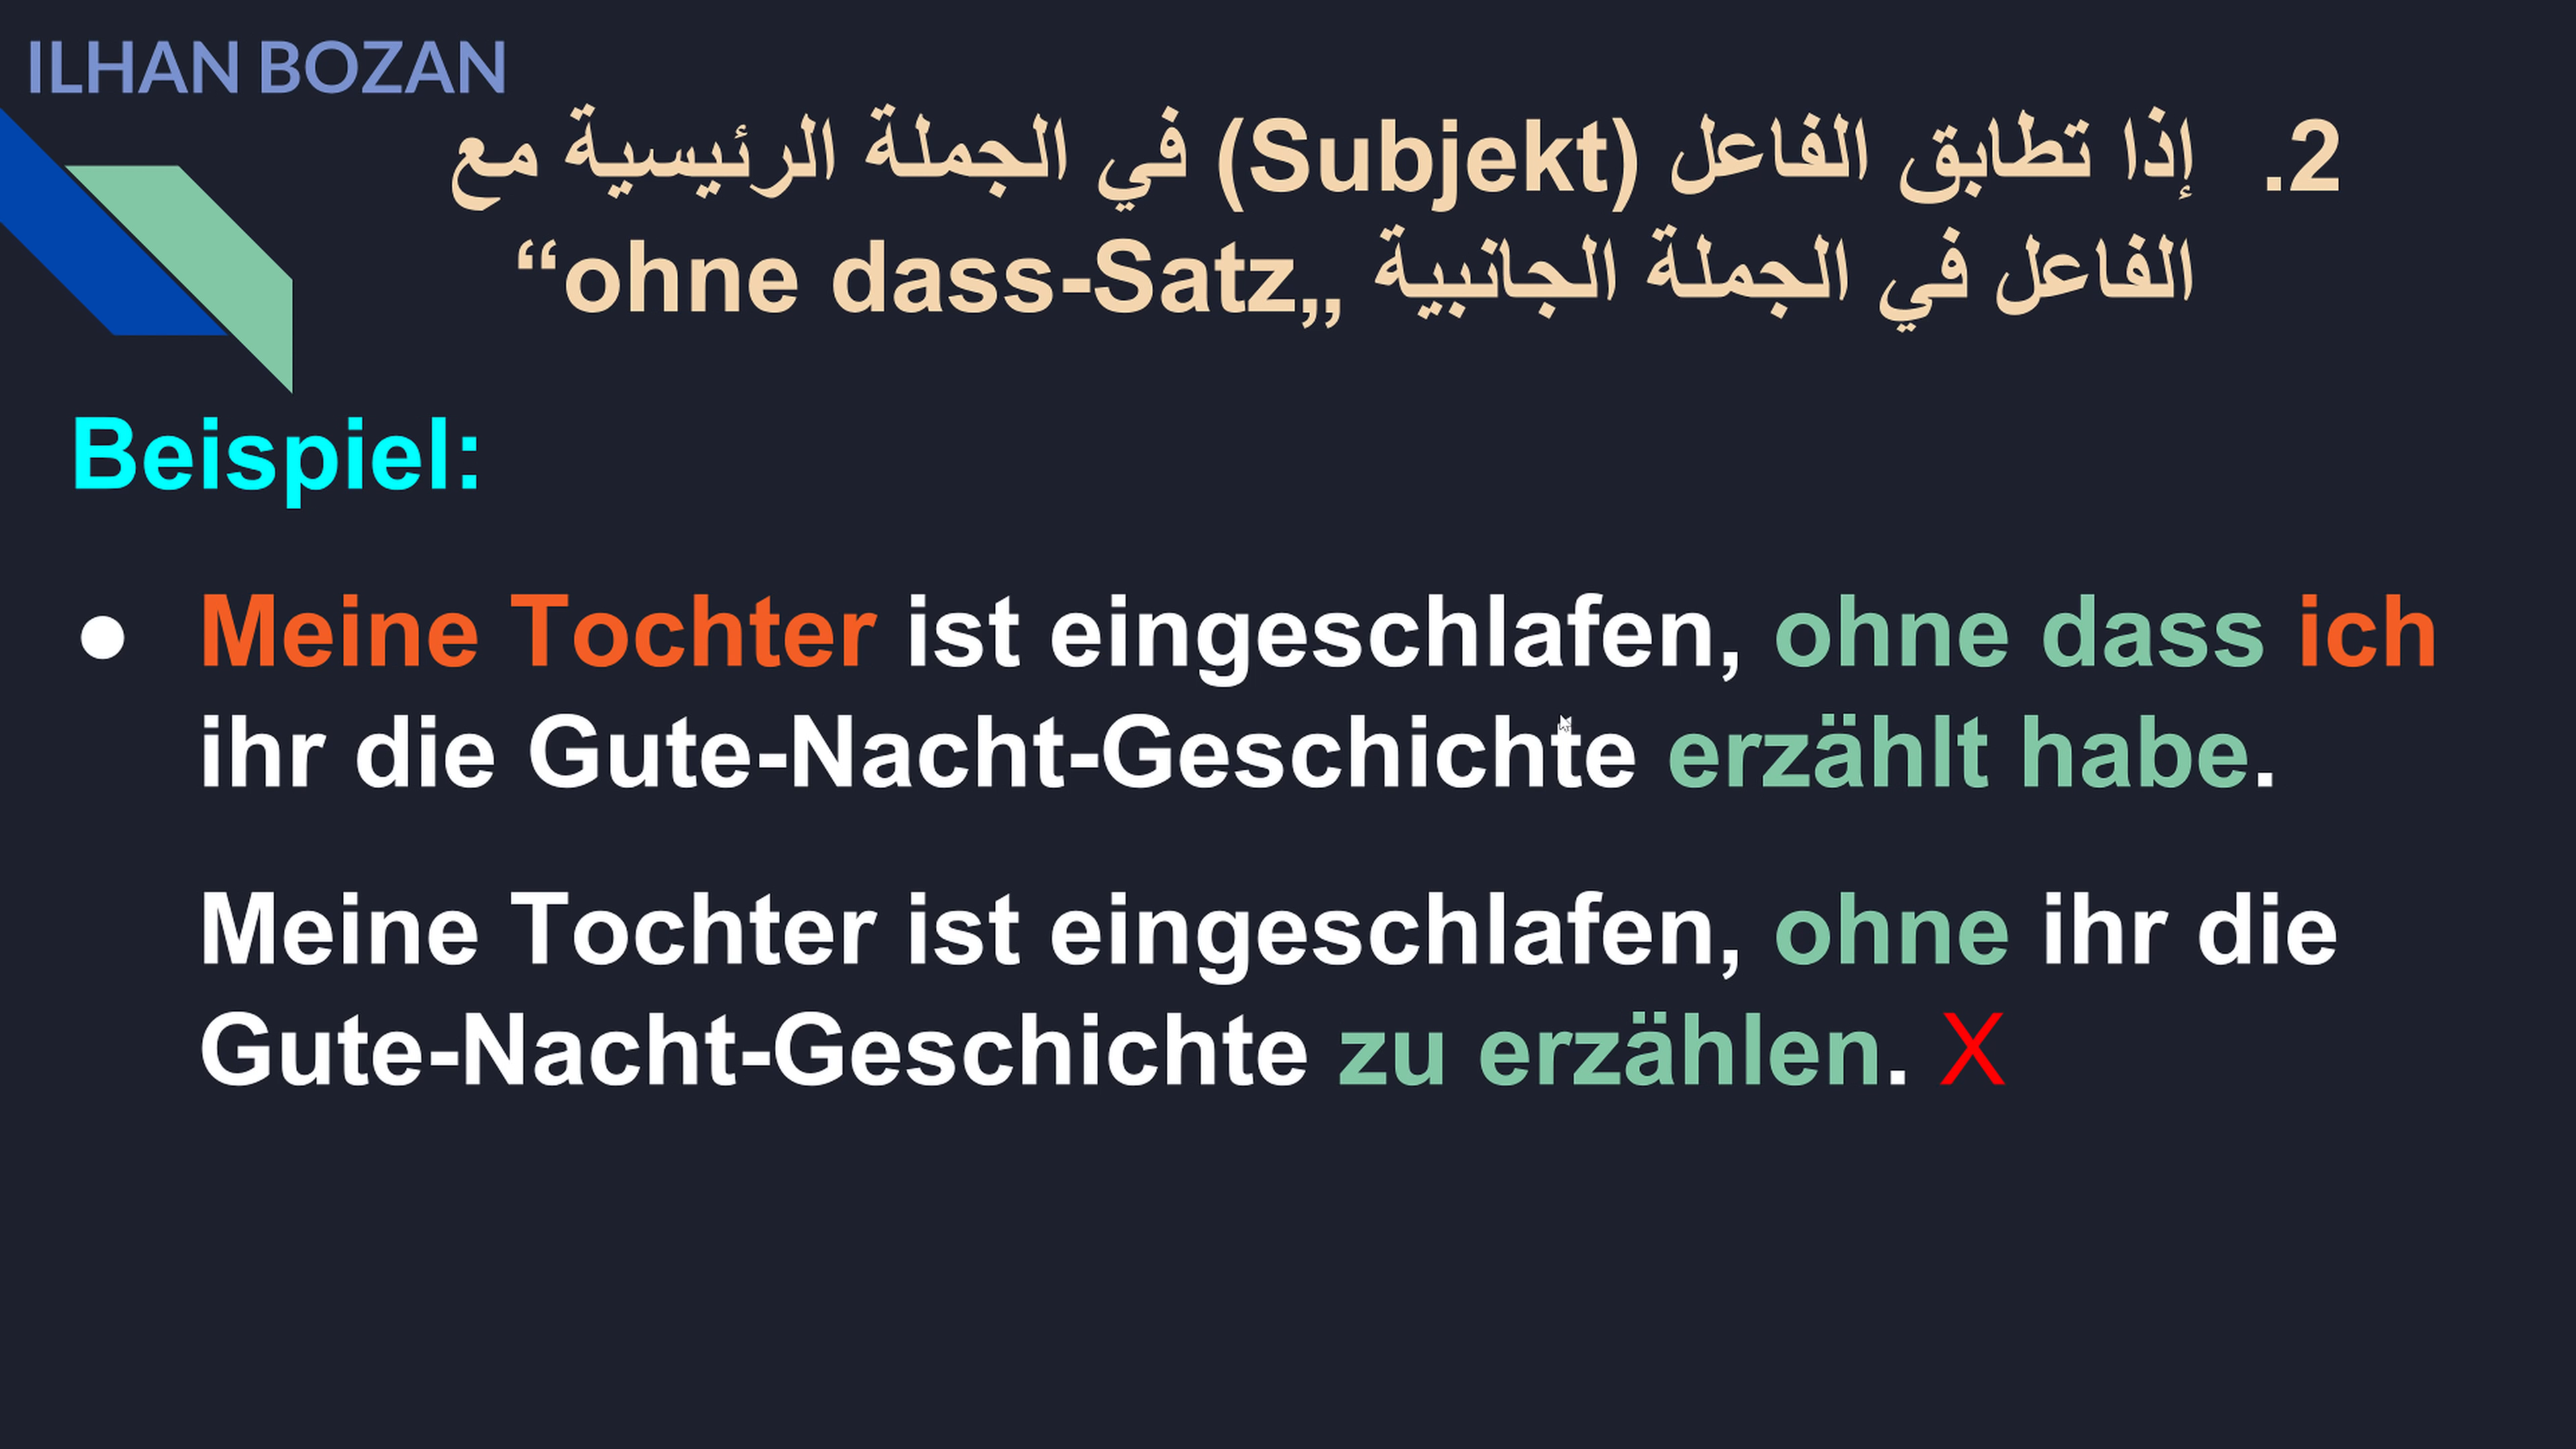 ILHAN BOZAN
2. إذا تطابق الفاعل (Subjekt) في الجملة الرئيسية مع
الفاعل في الجملة الجانبية „ohne dass-Satz“
Beispiel:
● Meine Tochter ist eingeschlafen, ohne dass ich
ihr die Gute-Nacht-Geschichte erzählt habe.
Meine Tochter ist eingeschlafen, ohne ihr die
Gute-Nacht-Geschichte zu erzählen. X